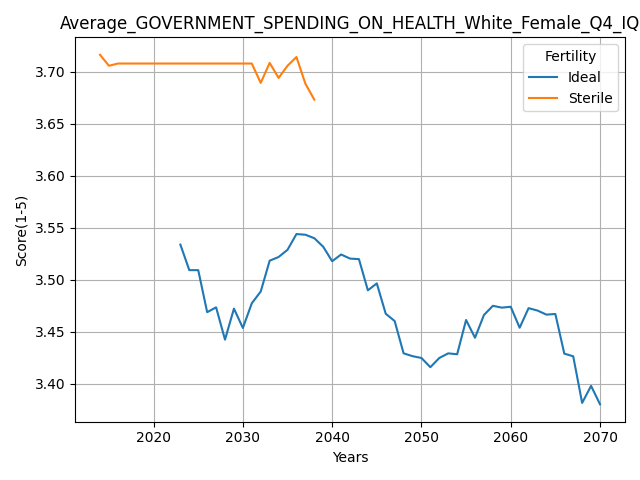 Average_GOVERNMENT_SPENDING_ON_HEALTH_White_Female_Q4_IQ
Fertility
Ideal
Sterile
Score(1-5)
3.70
3.65
3.60
3.55
3.50
3.45
3.40
2020 2030 2040 2050 2060 2070
Years